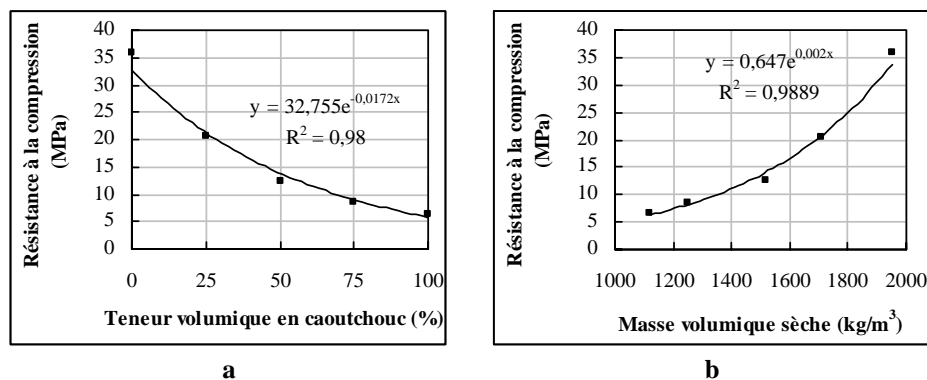 Résistance à la compression
(MPa)
40
35
30
25
20
15
10
5
0
y = 32,755e^-0,0172x
R² = 0,98
0 25 50 75 100
Teneur volumique en caoutchouc (%)
a
Résistance à la compression
(MPa)
40
35
30
25
20
15
10
5
0
y = 0,647e^0,002x
R² = 0,9889
1000 1200 1400 1600 1800 2000
Masse volumique sèche (kg/m³)
b